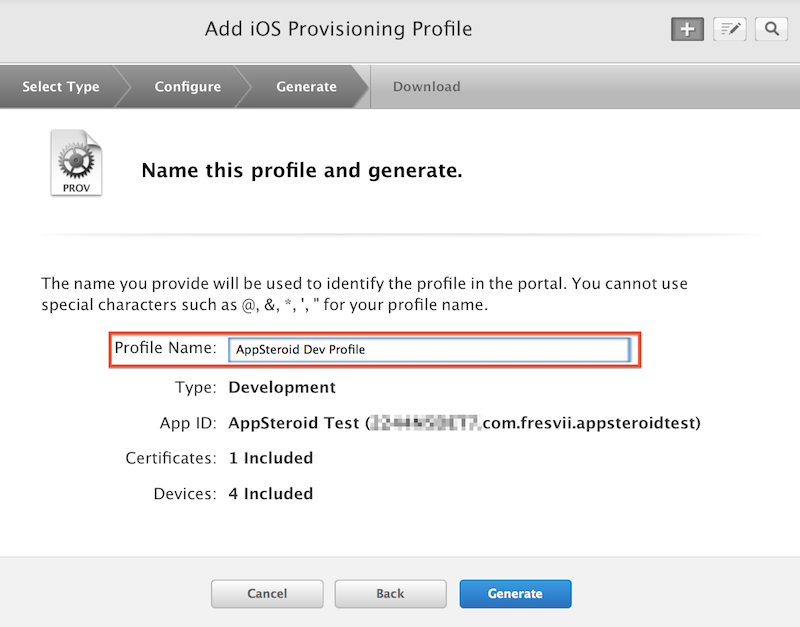 Add iOS Provisioning Profile
Select Type
Configure
Generate
Download
PROV
Name this profile and generate.
The name you provide will be used to identify the profile in the portal. You cannot use
special characters such as @, &, *, ', " for your profile name.
Profile Name: AppSteroid Dev Profile
Type: Development
App ID: AppSteroid Test (.com.fresvii.appsteroidtest)
Certificates: 1 Included
Devices: 4 Included
Cancel
Back
Generate